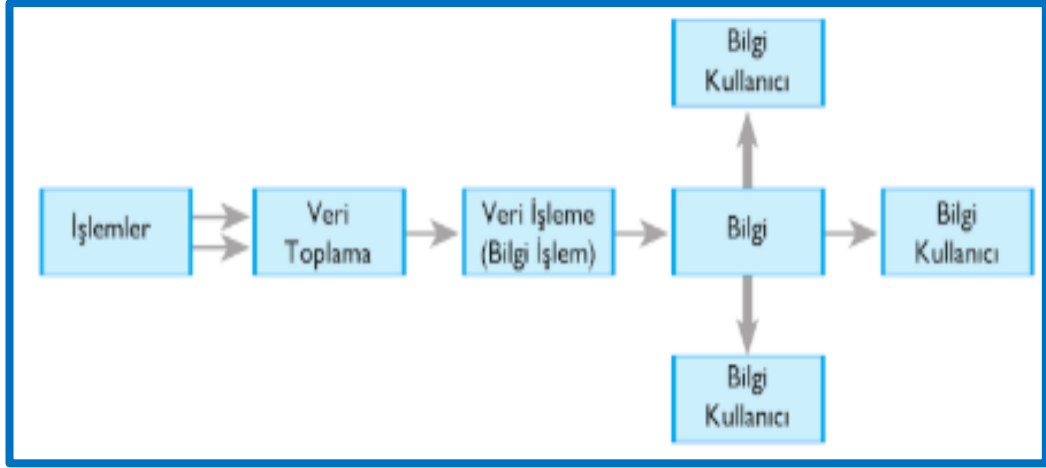 Bilgi
Kullanıcı
İşlemler
Veri
Toplama
Veri İşleme
(Bilgi İşlem)
Bilgi
Bilgi
Kullanıcı
Bilgi
Kullanıcı